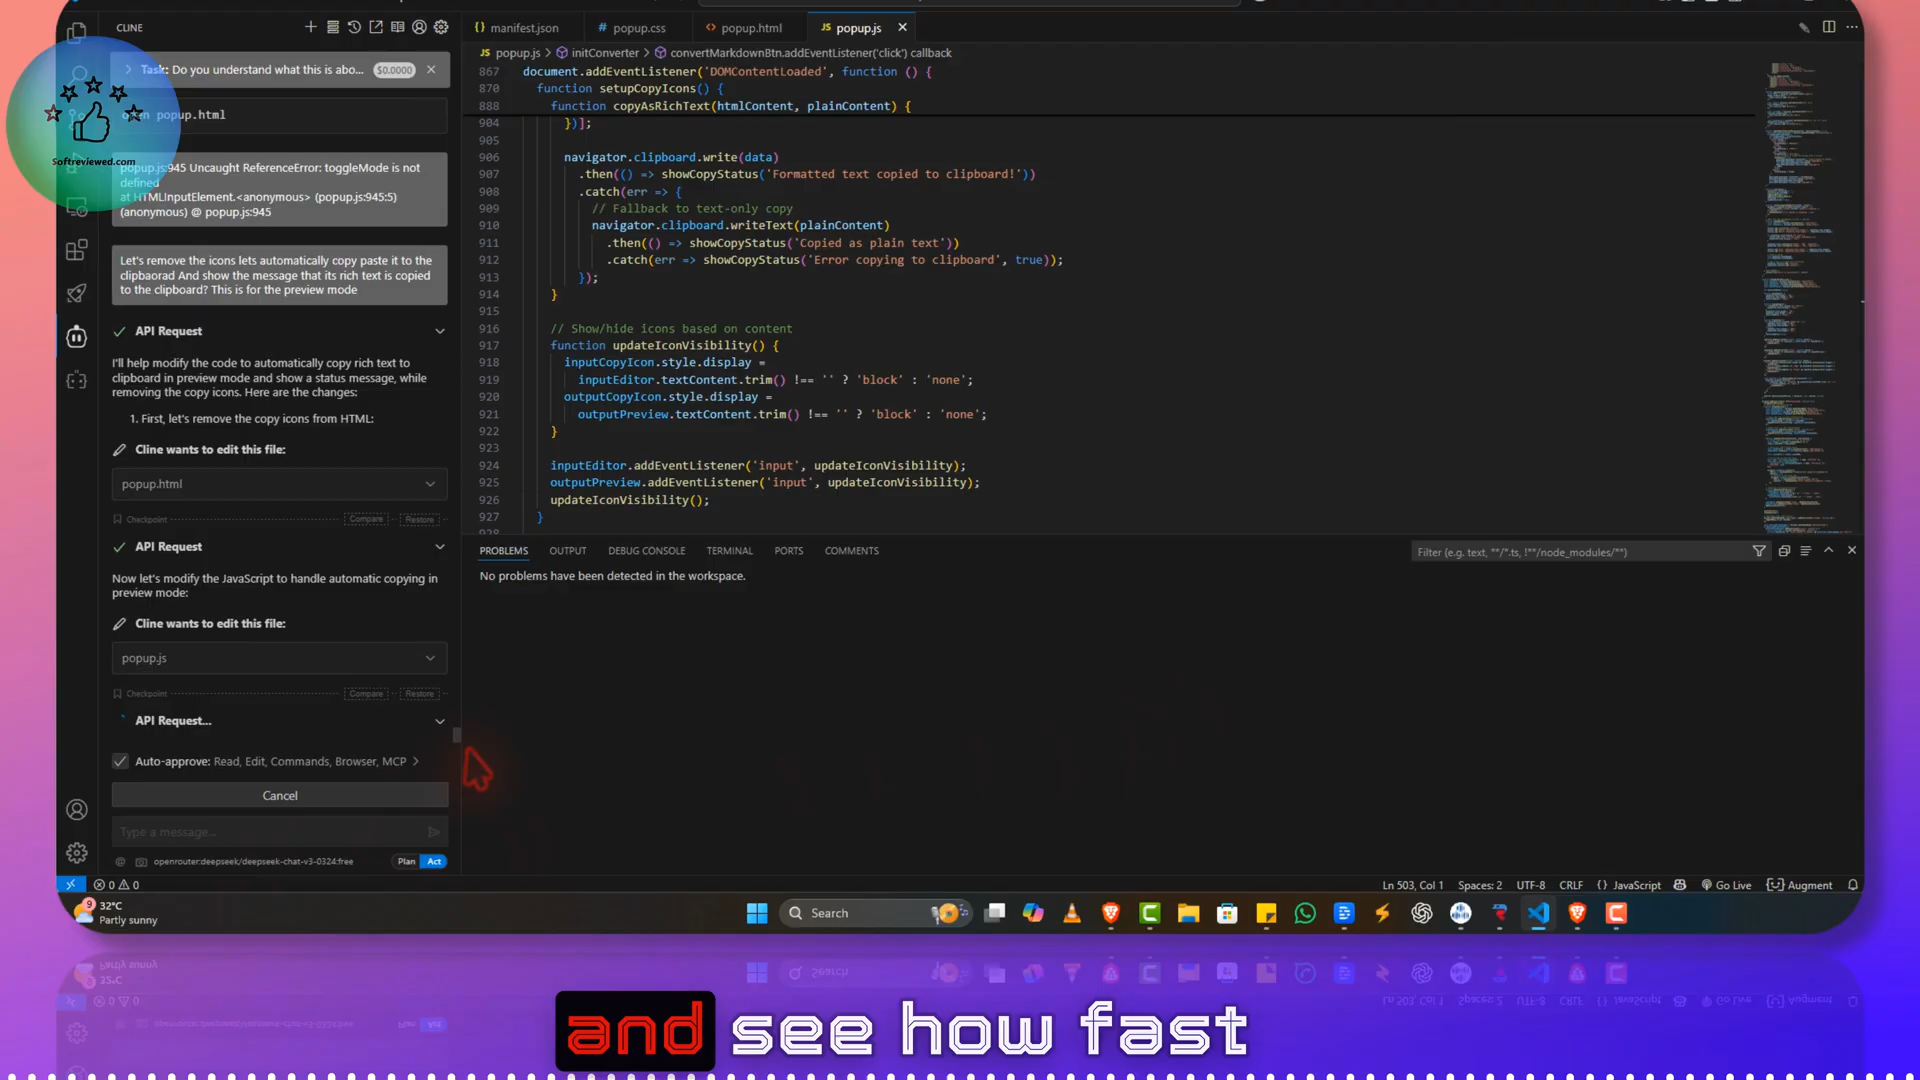 CLINE
Task: Do you understand what this is abo... $0.0000
open popup.html
popup.js:945 Uncaught ReferenceError: toggleMode is not
defined
at HTMLInputElement.<anonymous> (popup.js:945:5)
(anonymous) @ popup.js:945
Let's remove the icons lets automatically copy paste it to the
clipbaorad And show the message that its rich text is copied
to the clipboard? This is for the preview mode
API Request
I'll help modify the code to automatically copy rich text to
clipboard in preview mode and show a status message, while
removing the copy icons. Here are the changes:
1. First, let's remove the copy icons from HTML:
Cline wants to edit this file:
popup.html
Checkpoint Compare Restore
API Request
Now let's modify the JavaScript to handle automatic copying in
preview mode:
Cline wants to edit this file:
popup.js
Checkpoint Compare Restore
API Request...
Auto-approve: Read, Edit, Commands, Browser, MCP
Cancel
Type a message...
openrouter:deepseek/deepseek-chat-v3-0324:free Plan Act
Softreviewed.com
{} manifest.json # popup.css <> popup.html JS popup.js
JS popup.js > initConverter > convertMarkdownBtn.addEventListener('click') callback
867 document.addEventListener('DOMContentLoaded', function () {
870 function setupCopyIcons() {
888 function copyAsRichText(htmlContent, plainContent) {
904 })];
905
906 navigator.clipboard.write(data)
907 .then(() => showCopyStatus('Formatted text copied to clipboard!'))
908 .catch(err => {
909 // Fallback to text-only copy
910 navigator.clipboard.writeText(plainContent)
911 .then(() => showCopyStatus('Copied as plain text'))
912 .catch(err => showCopyStatus('Error copying to clipboard', true));
913 });
914 }
915
916 // Show/hide icons based on content
917 function updateIconVisibility() {
918 inputCopyIcon.style.display =
919 inputEditor.textContent.trim() !== '' ? 'block' : 'none';
920 outputCopyIcon.style.display =
921 outputPreview.textContent.trim() !== '' ? 'block' : 'none';
922 }
923
924 inputEditor.addEventListener('input', updateIconVisibility);
925 outputPreview.addEventListener('input', updateIconVisibility);
926 updateIconVisibility();
927 }
928
PROBLEMS OUTPUT DEBUG CONSOLE TERMINAL PORTS COMMENTS
Filter (e.g. text, **/*.ts, !**/node_modules/**)
No problems have been detected in the workspace.
0 0
Ln 503, Col 1 Spaces: 2 UTF-8 CRLF {} JavaScript Go Live Augment
9
32°C
Partly sunny
Search
and see how fast